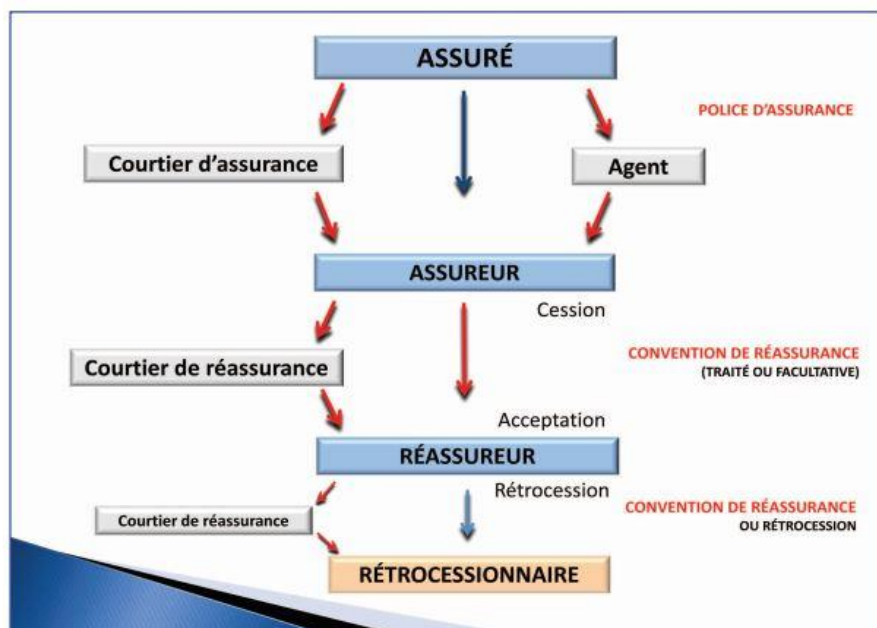 ASSURÉ
POLICE D'ASSURANCE
Courtier d'assurance
Agent
ASSUREUR
Cession
CONVENTION DE RÉASSURANCE
(TRAITÉ OU FACULTATIVE)
Courtier de réassurance
Acceptation
RÉASSUREUR
Rétrocession
CONVENTION DE RÉASSURANCE
OU RÉTROCESSION
Courtier de réassurance
RÉTROCESSIONNAIRE